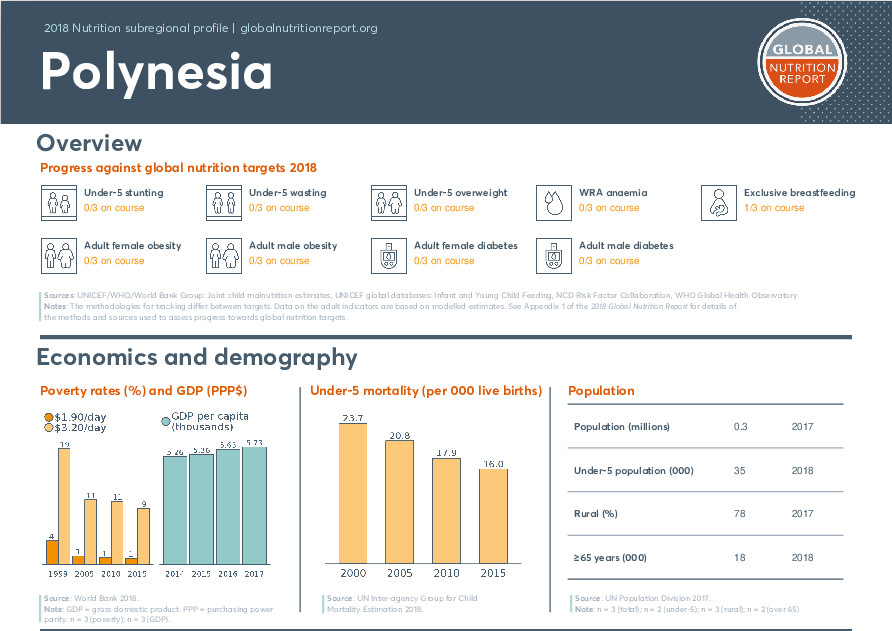 2018 Nutrition subregional profile | globalnutritionreport.org
Polynesia
GLOBAL
NUTRITION
REPORT
Overview
Progress against global nutrition targets 2018
Under-5 stunting
0/3 on course
Under-5 wasting
0/3 on course
Under-5 overweight
0/3 on course
WRA anaemia
0/3 on course
Exclusive breastfeeding
1/3 on course
Adult female obesity
0/3 on course
Adult male obesity
0/3 on course
Adult female diabetes
0/3 on course
Adult male diabetes
0/3 on course
Sources: UNICEF/WHO/World Bank Group: Joint child malnutrition estimates, UNICEF global databases: Infant and Young Child Feeding, NCD Risk Factor Collaboration, WHO Global Health Observatory.
Notes: The methodologies for tracking differ between targets. Data on the adult indicators are based on modelled estimates. See Appendix 1 of the 2018 Global Nutrition Report for details of
the methods and sources used to assess progress towards global nutrition targets.
Economics and demography
Poverty rates (%) and GDP (PPP$)
$1.90/day
$3.20/day
19
4
11
11
1
9
1
1999 2005 2010 2015
GDP per capita
(thousands)
5.26 5.36 5.63 5.73
2014 2015 2016 2017
Source: World Bank 2018.
Note: GDP = gross domestic product. PPP = purchasing power
parity. n = 3 (poverty); n = 3 (GDP).
Under-5 mortality (per 000 live births)
23.7
20.8
17.9
16.0
2000 2005 2010 2015
Source: UN Inter-agency Group for Child
Mortality Estimation 2018.
Population
Population (millions) 0.3 2017
Under-5 population (000) 35 2018
Rural (%) 78 2017
≥65 years (000) 18 2018
Source: UN Population Division 2017.
Note: n = 3 (total); n = 2 (under-5); n = 3 (rural); n = 2 (over 65)